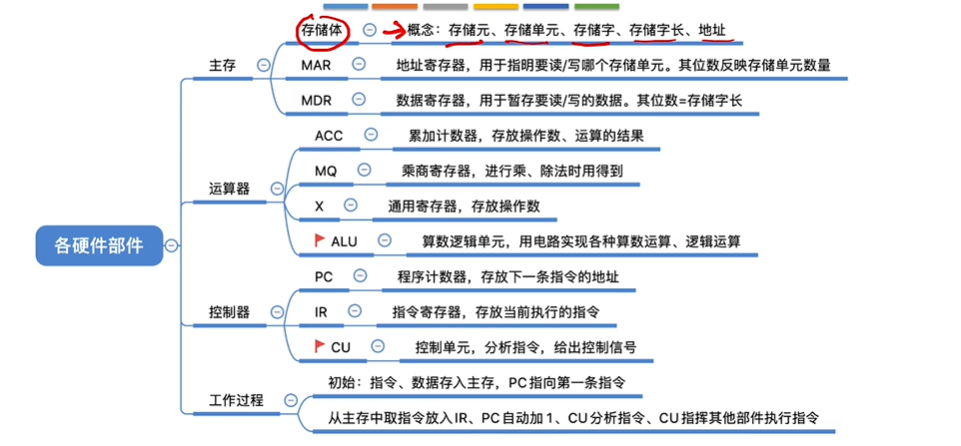 存储体
概念：存储元、存储单元、存储字、存储字长、地址
主存
MAR
地址寄存器，用于指明要读/写哪个存储单元。其位数反映存储单元数量
MDR
数据寄存器，用于暂存要读/写的数据。其位数=存储字长
ACC
累加计数器，存放操作数、运算的结果
MQ
乘商寄存器，进行乘、除法时用得到
运算器
X
通用寄存器，存放操作数
ALU
算数逻辑单元，用电路实现各种算数运算、逻辑运算
各硬件部件
PC
程序计数器，存放下一条指令的地址
控制器
IR
指令寄存器，存放当前执行的指令
CU
控制单元，分析指令，给出控制信号
工作过程
初始：指令、数据存入主存，PC指向第一条指令
从主存中取指令放入IR、PC自动加1、CU分析指令、CU指挥其他部件执行指令